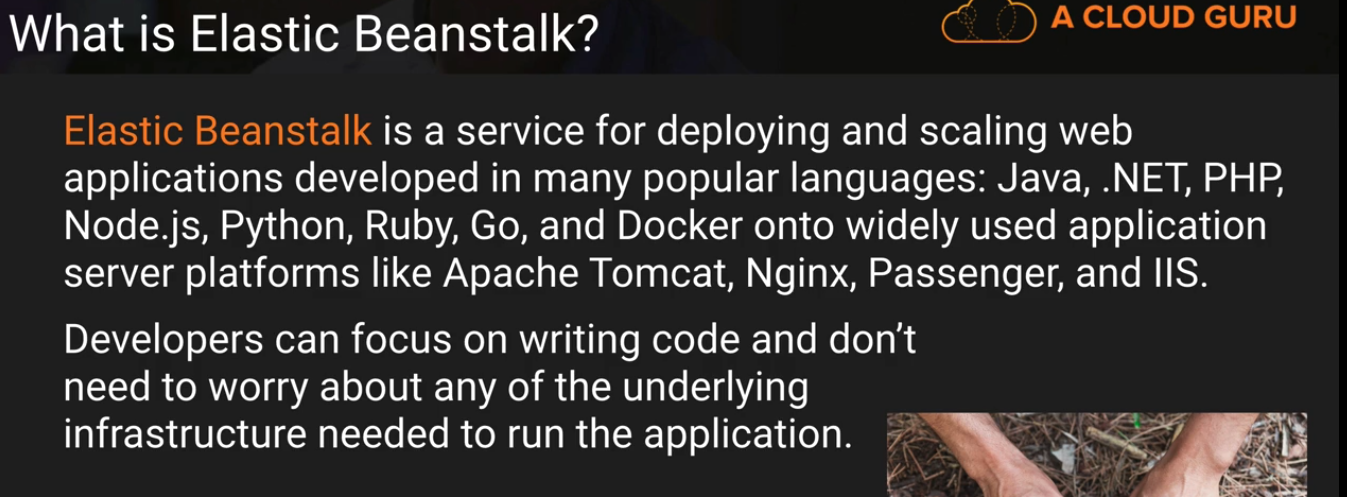 What is Elastic Beanstalk?
A CLOUD GURU
Elastic Beanstalk is a service for deploying and scaling web
applications developed in many popular languages: Java, .NET, PHP,
Node.js, Python, Ruby, Go, and Docker onto widely used application
server platforms like Apache Tomcat, Nginx, Passenger, and IIS.
Developers can focus on writing code and don’t
need to worry about any of the underlying
infrastructure needed to run the application.